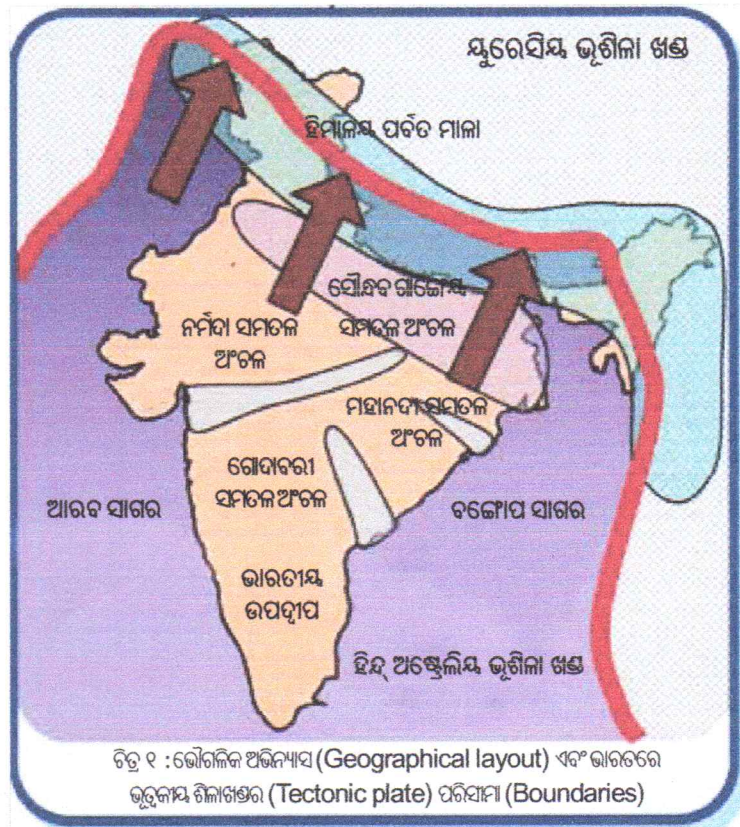 ୟୁରେସିୟ ଭୂଶିଳା ଖଣ୍ଡ
ହିମାଳୟ ପର୍ବତ ମାଳା
ସୌନ୍ଧବ ଗାଙ୍ଗେୟ
ସମତଳ ଅଂଚଳ
ନର୍ମଦା ସମତଳ
ଅଂଚଳ
ମହାନଦୀ ସମତଳ
ଅଂଚଳ
ଗୋଦାବରୀ
ସମତଳ ଅଂଚଳ
ଆରବ ସାଗର
ବଙ୍ଗୋପ ସାଗର
ଭାରତୀୟ
ଉପଦ୍ୱୀପ
ହିନ୍ଦ୍ ଅଷ୍ଟ୍ରେଲିୟ ଭୂଶିଳା ଖଣ୍ଡ
ଚିତ୍ର ୧ : ଭୌଗଳିକ ଅଭିନ୍ୟାସ (Geographical layout) ଏବଂ ଭାରତରେ
ଭୂତ୍ୱକୀୟ ଶିଳାଖଣ୍ଡର (Tectonic plate) ପରିସୀମା (Boundaries)